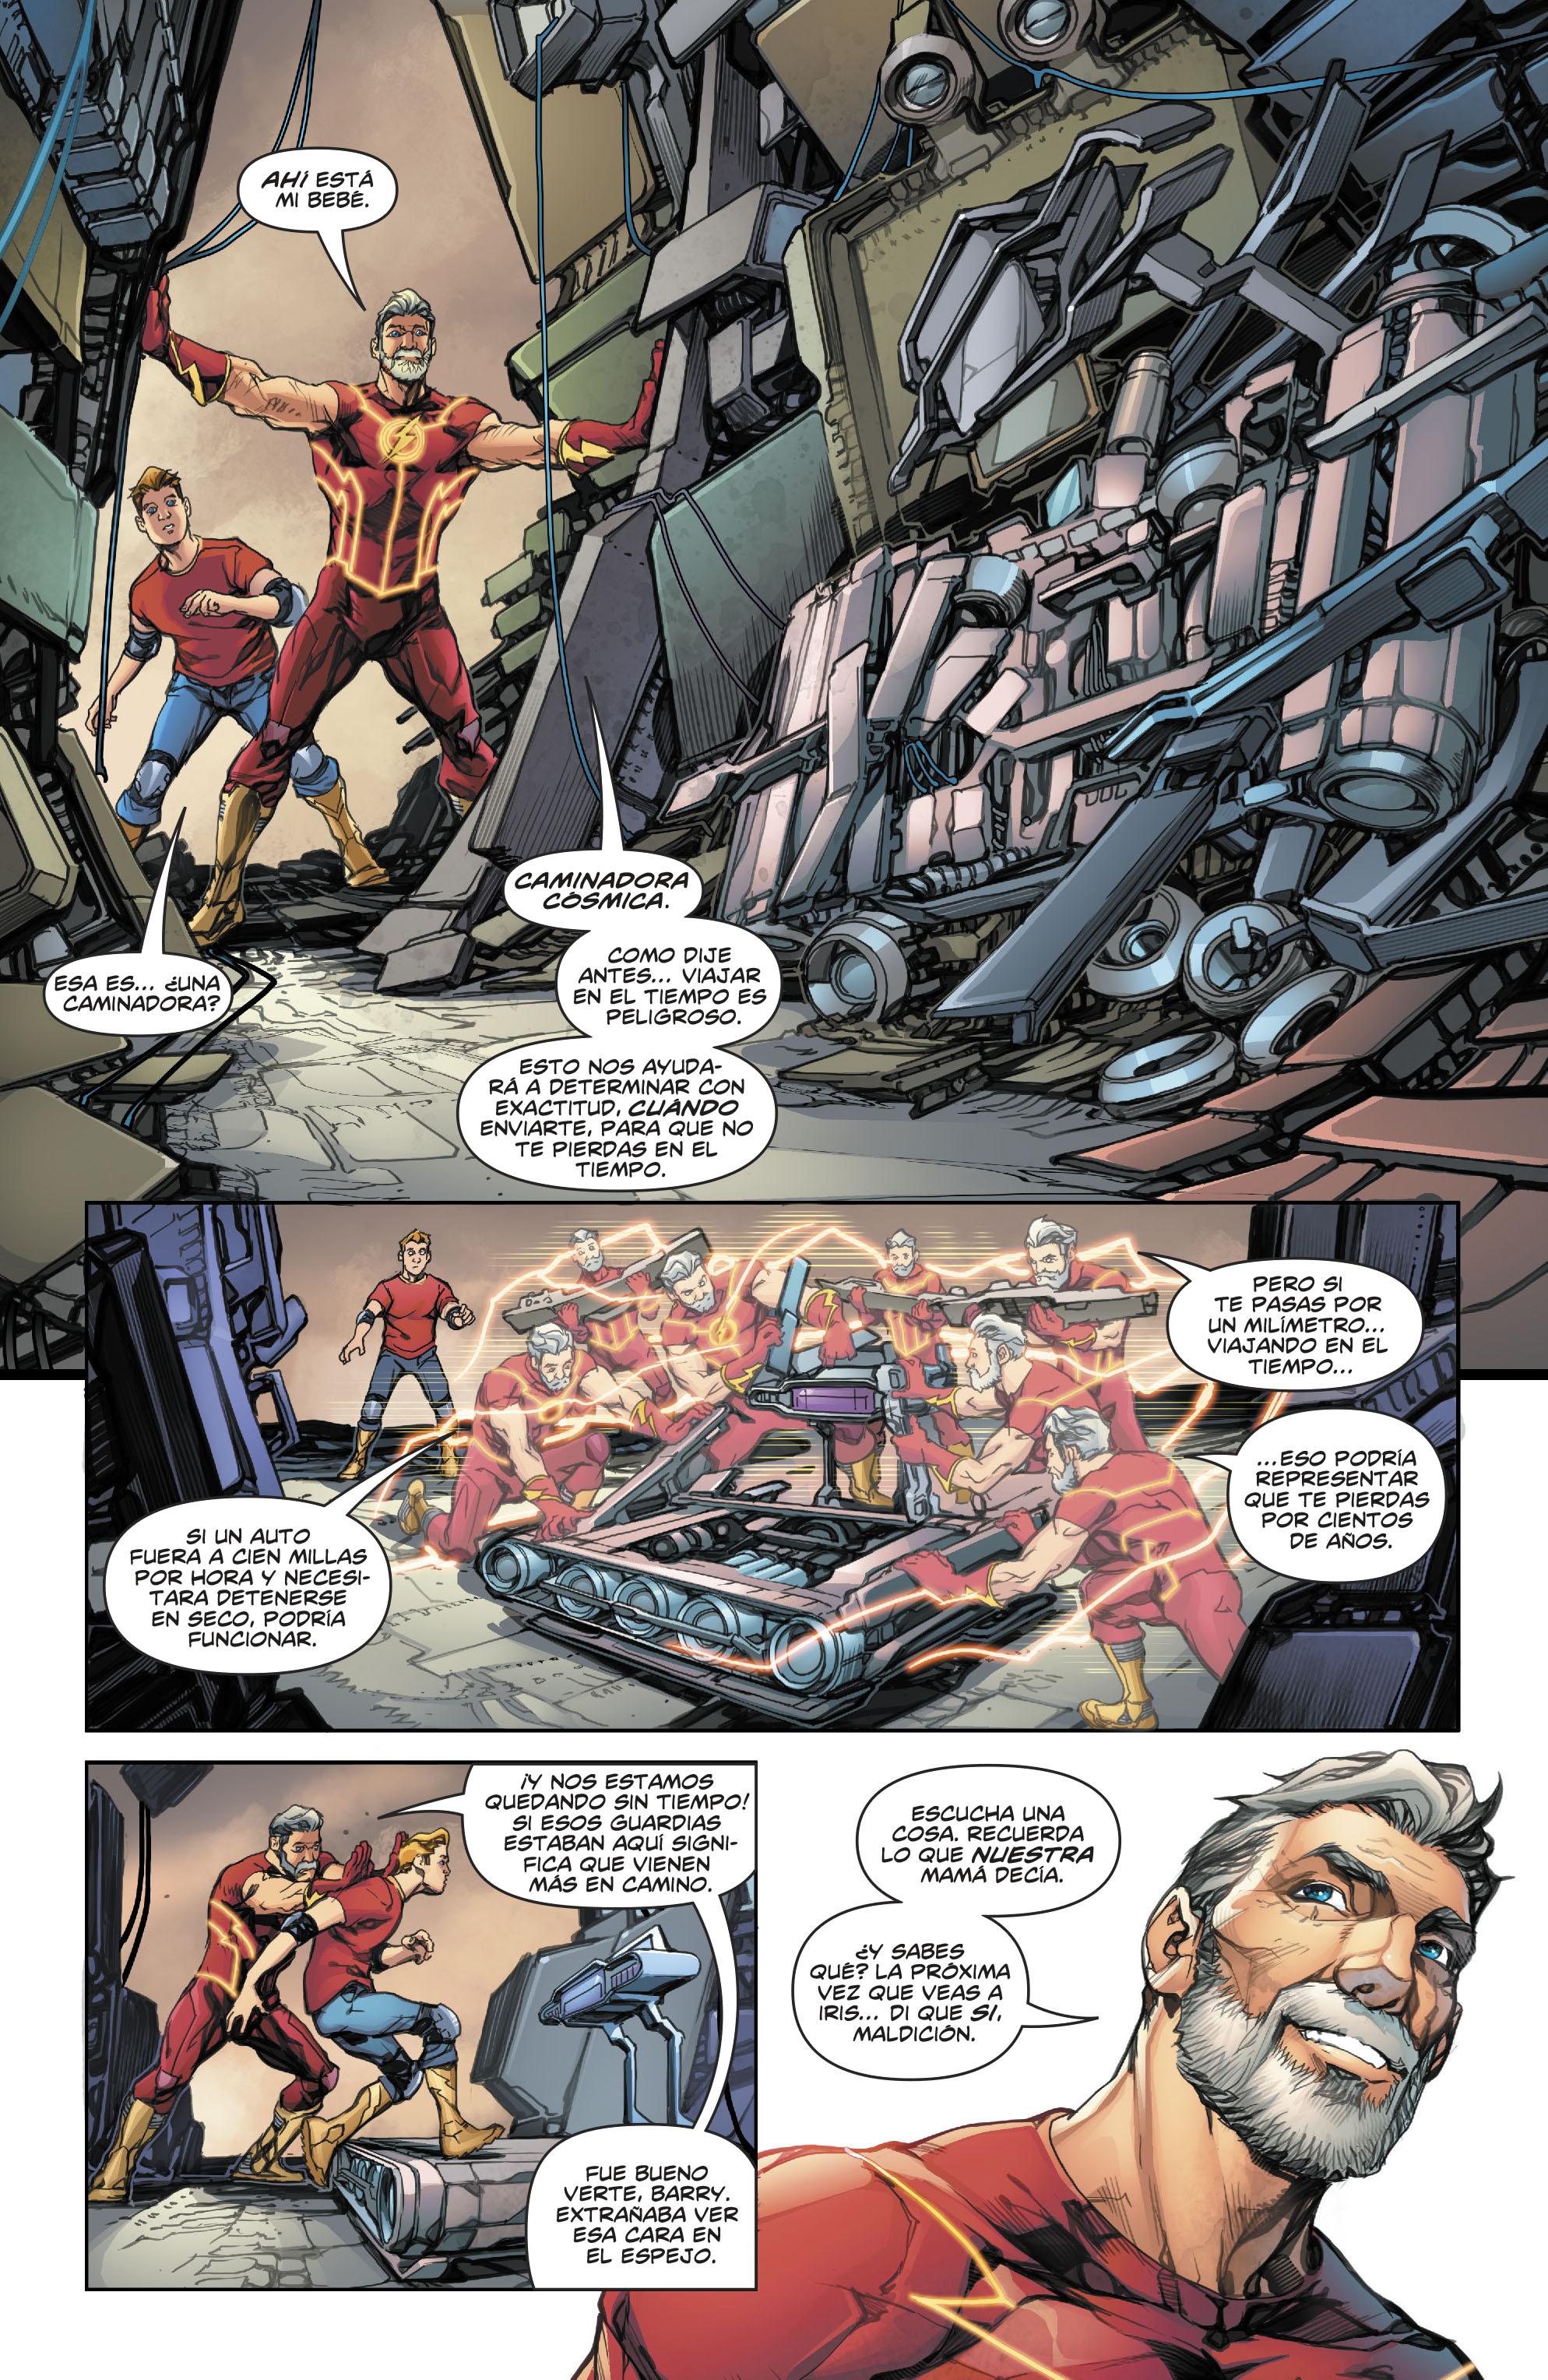 AHÍ ESTÁ
MI BEBÉ.
ESA ES... ¿UNA
CAMINADORA?
CAMINADORA
CÓSMICA.
COMO DIJE
ANTES... VIAJAR
EN EL TIEMPO ES
PELIGROSO.
ESTO NOS AYUDA-
RÁ A DETERMINAR CON
EXACTITUD, CUÁNDO
ENVIARTE, PARA QUE NO
TE PIERDAS EN EL
TIEMPO.
SI UN AUTO
FUERA A CIEN MILLAS
POR HORA Y NECESI-
TARA DETENERSE
EN SECO, PODRÍA
FUNCIONAR.
PERO SI
TE PASAS POR
UN MILÍMETRO...
VIAJANDO EN EL
TIEMPO...
...ESO PODRÍA
REPRESENTAR
QUE TE PIERDAS
POR CIENTOS
DE AÑOS.
¡Y NOS ESTAMOS
QUEDANDO SIN TIEMPO!
SI ESOS GUARDIAS
ESTABAN AQUÍ SIGNI-
FICA QUE VIENEN
MÁS EN CAMINO.
FUE BUENO
VERTE, BARRY.
EXTRAÑABA VER
ESA CARA EN
EL ESPEJO.
ESCUCHA UNA
COSA. RECUERDA
LO QUE NUESTRA
MAMÁ DECÍA.
¿Y SABES
QUÉ? LA PRÓXIMA
VEZ QUE VEAS A
IRIS... DI QUE SÍ,
MALDICIÓN.